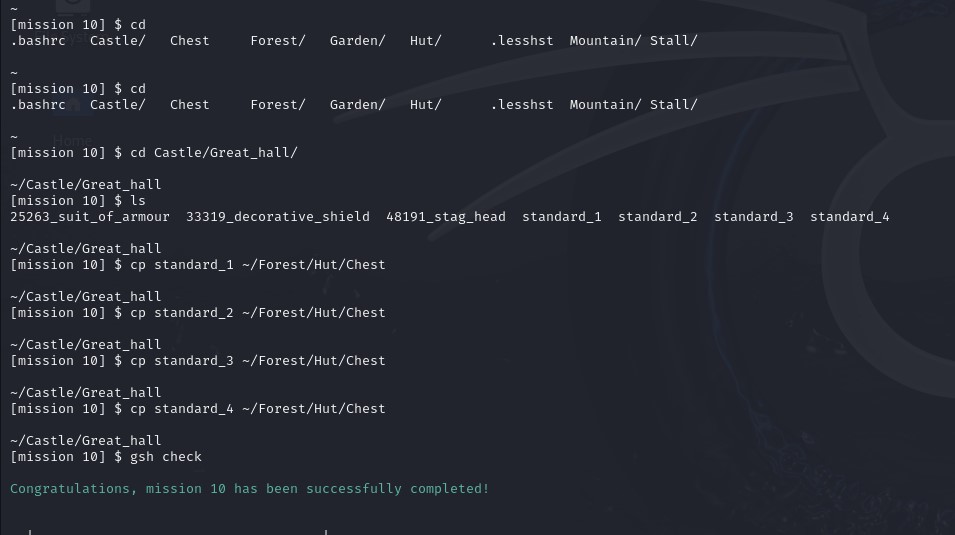 ~
[mission 10] $ cd
.bashrc   Castle/   Chest     Forest/   Garden/   Hut/      .lesshst  Mountain/ Stall/
~
[mission 10] $ cd
.bashrc   Castle/   Chest     Forest/   Garden/   Hut/      .lesshst  Mountain/ Stall/
~
[mission 10] $ cd Castle/Great_hall/
~/Castle/Great_hall
[mission 10] $ ls
25263_suit_of_armour  33319_decorative_shield  48191_stag_head  standard_1  standard_2  standard_3  standard_4
~/Castle/Great_hall
[mission 10] $ cp standard_1 ~/Forest/Hut/Chest
~/Castle/Great_hall
[mission 10] $ cp standard_2 ~/Forest/Hut/Chest
~/Castle/Great_hall
[mission 10] $ cp standard_3 ~/Forest/Hut/Chest
~/Castle/Great_hall
[mission 10] $ cp standard_4 ~/Forest/Hut/Chest
~/Castle/Great_hall
[mission 10] $ gsh check
Congratulations, mission 10 has been successfully completed!
Home